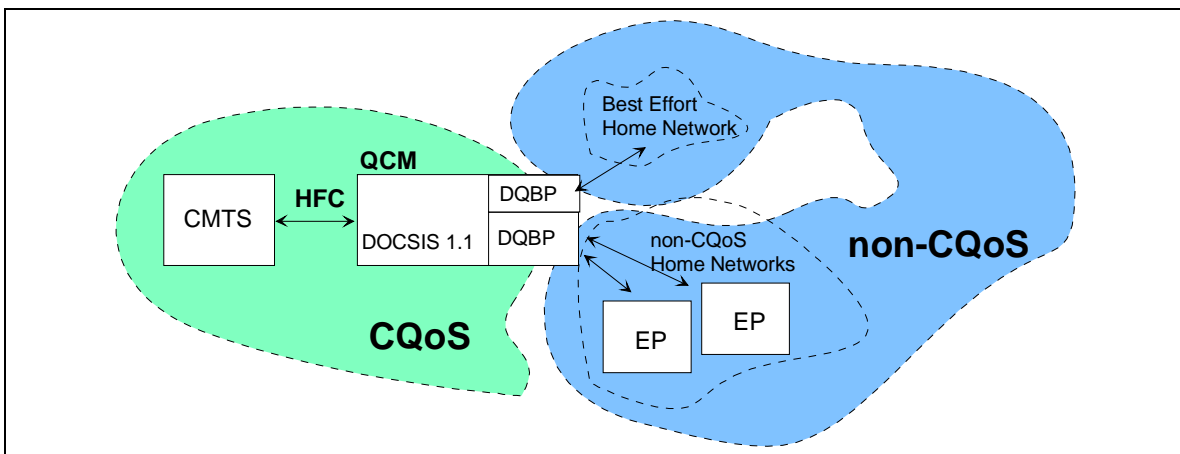 Best Effort
Home Network
QCM
HFC
CMTS
DOCSIS 1.1
DQBP
DQBP
non-CQoS
Home Networks
non-CQoS
CQoS
EP
EP